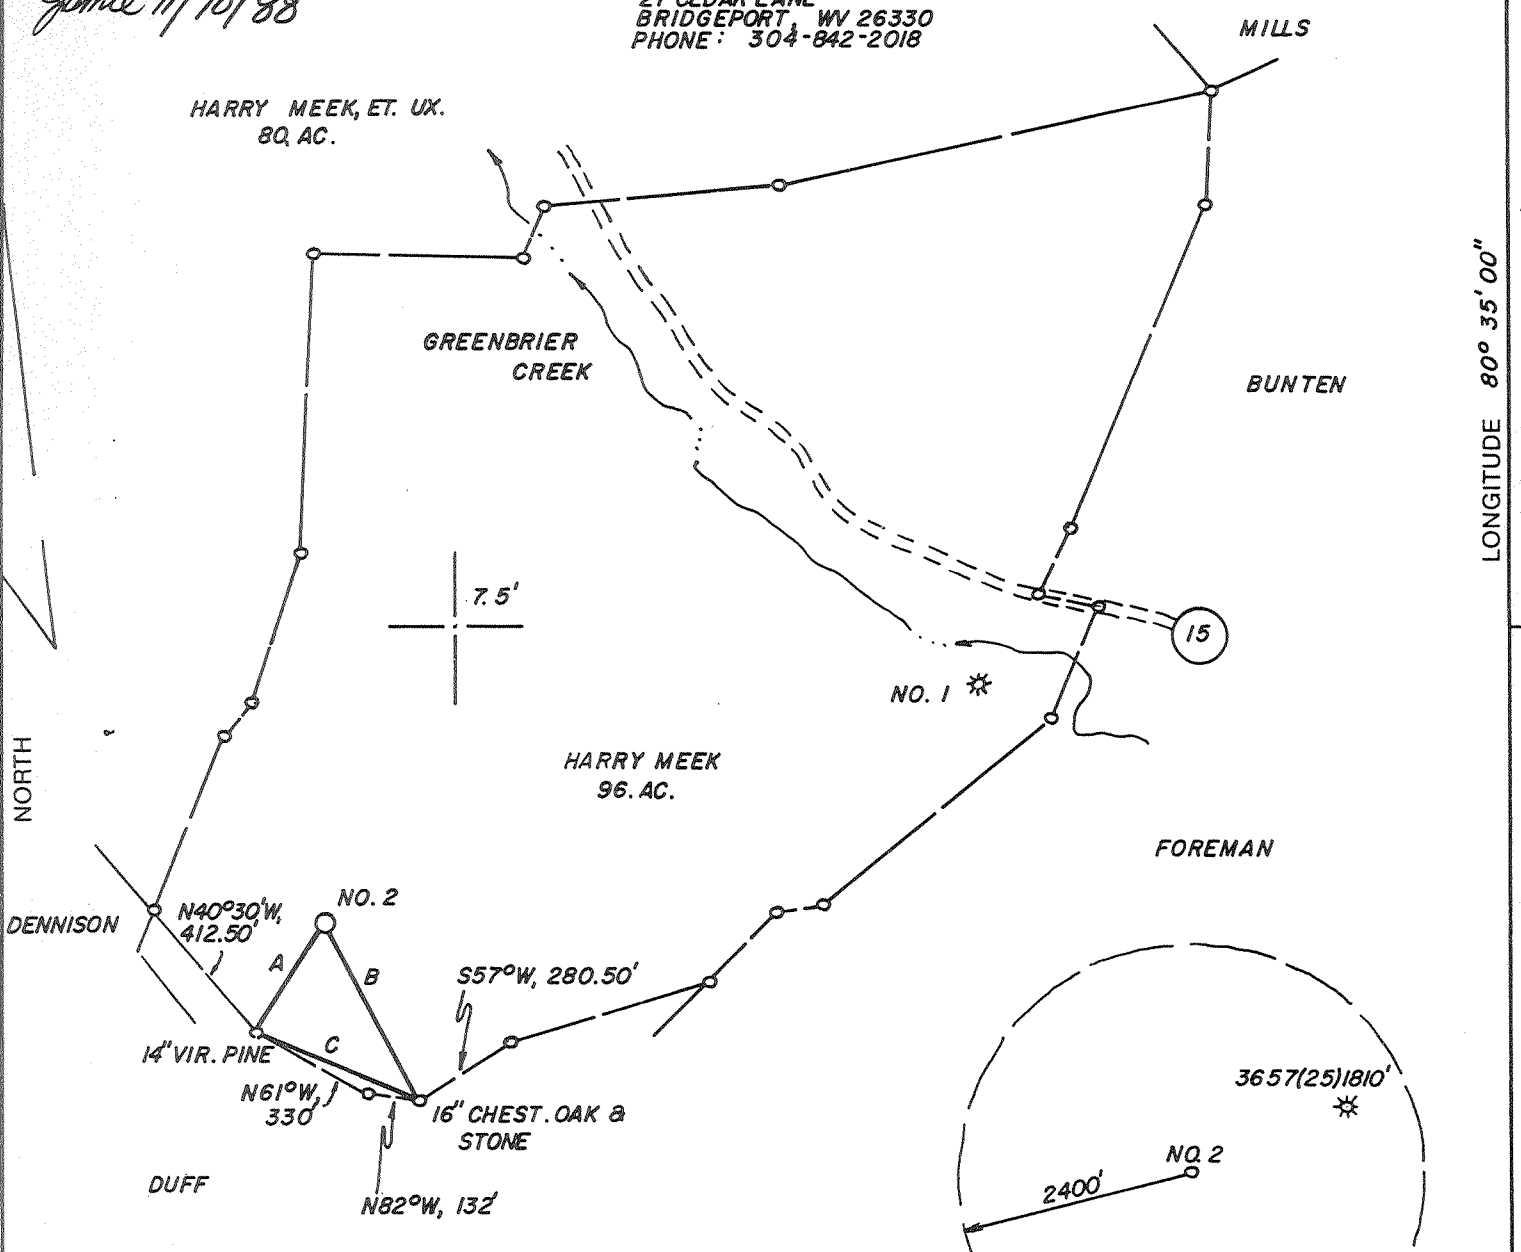 11/10/88
BRIDGEPORT, WV 26330
PHONE: 304-842-2018
MILLS
HARRY MEEK, ET. UX.
80, AC.
GREENBRIER
CREEK
BUNTEN
LONGITUDE 80° 35' 00"
7.5'
15
NO. 1
HARRY MEEK
96. AC.
NORTH
FOREMAN
NO. 2
DENNISON
N40°30'W,
412.50'
A
B
S57°W, 280.50'
C
14" VIR. PINE
N61°W,
330'
16" CHEST. OAK &
STONE
3657(25)1810'
NO. 2
2400'
DUFF
N82°W, 132'